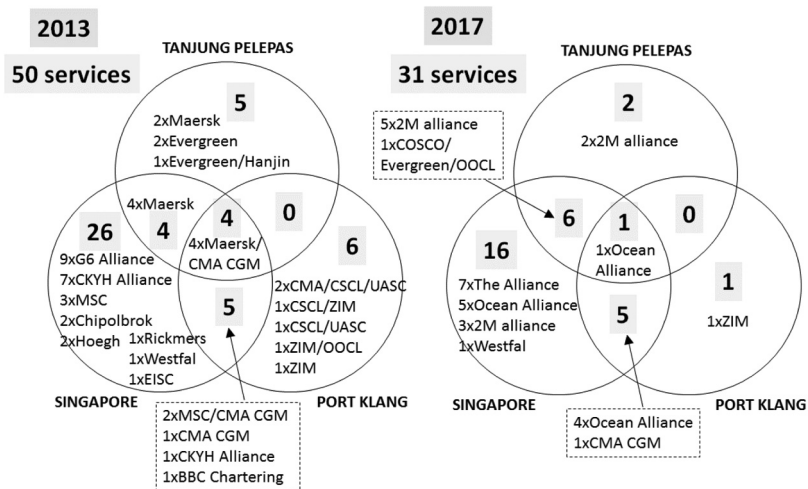 2013
50 services
TANJUNG PELEPAS
5
2xMaersk
2xEvergreen
1xEvergreen/Hanjin
4xMaersk
4
4
4xMaersk/
CMA CGM
0
26
9xG6 Alliance
7xCKYH Alliance
3xMSC
2xChipolbrok
2xHoegh
1xRickmers
1xWestfal
1xEISC
6
2xCMA/CSCL/UASC
1xCSCL/ZIM
1xCSCL/UASC
1xZIM/OOCL
1xZIM
5
SINGAPORE
PORT KLANG
2xMSC/CMA CGM
1xCMA CGM
1xCKYH Alliance
1xBBC Chartering
2017
31 services
TANJUNG PELEPAS
2
2x2M alliance
5x2M alliance
1xCOSCO/
Evergreen/OOCL
6
1
1xOcean
Alliance
0
16
7xThe Alliance
5xOcean Alliance
3x2M alliance
1xWestfal
1
1xZIM
5
SINGAPORE
PORT KLANG
4xOcean Alliance
1xCMA CGM